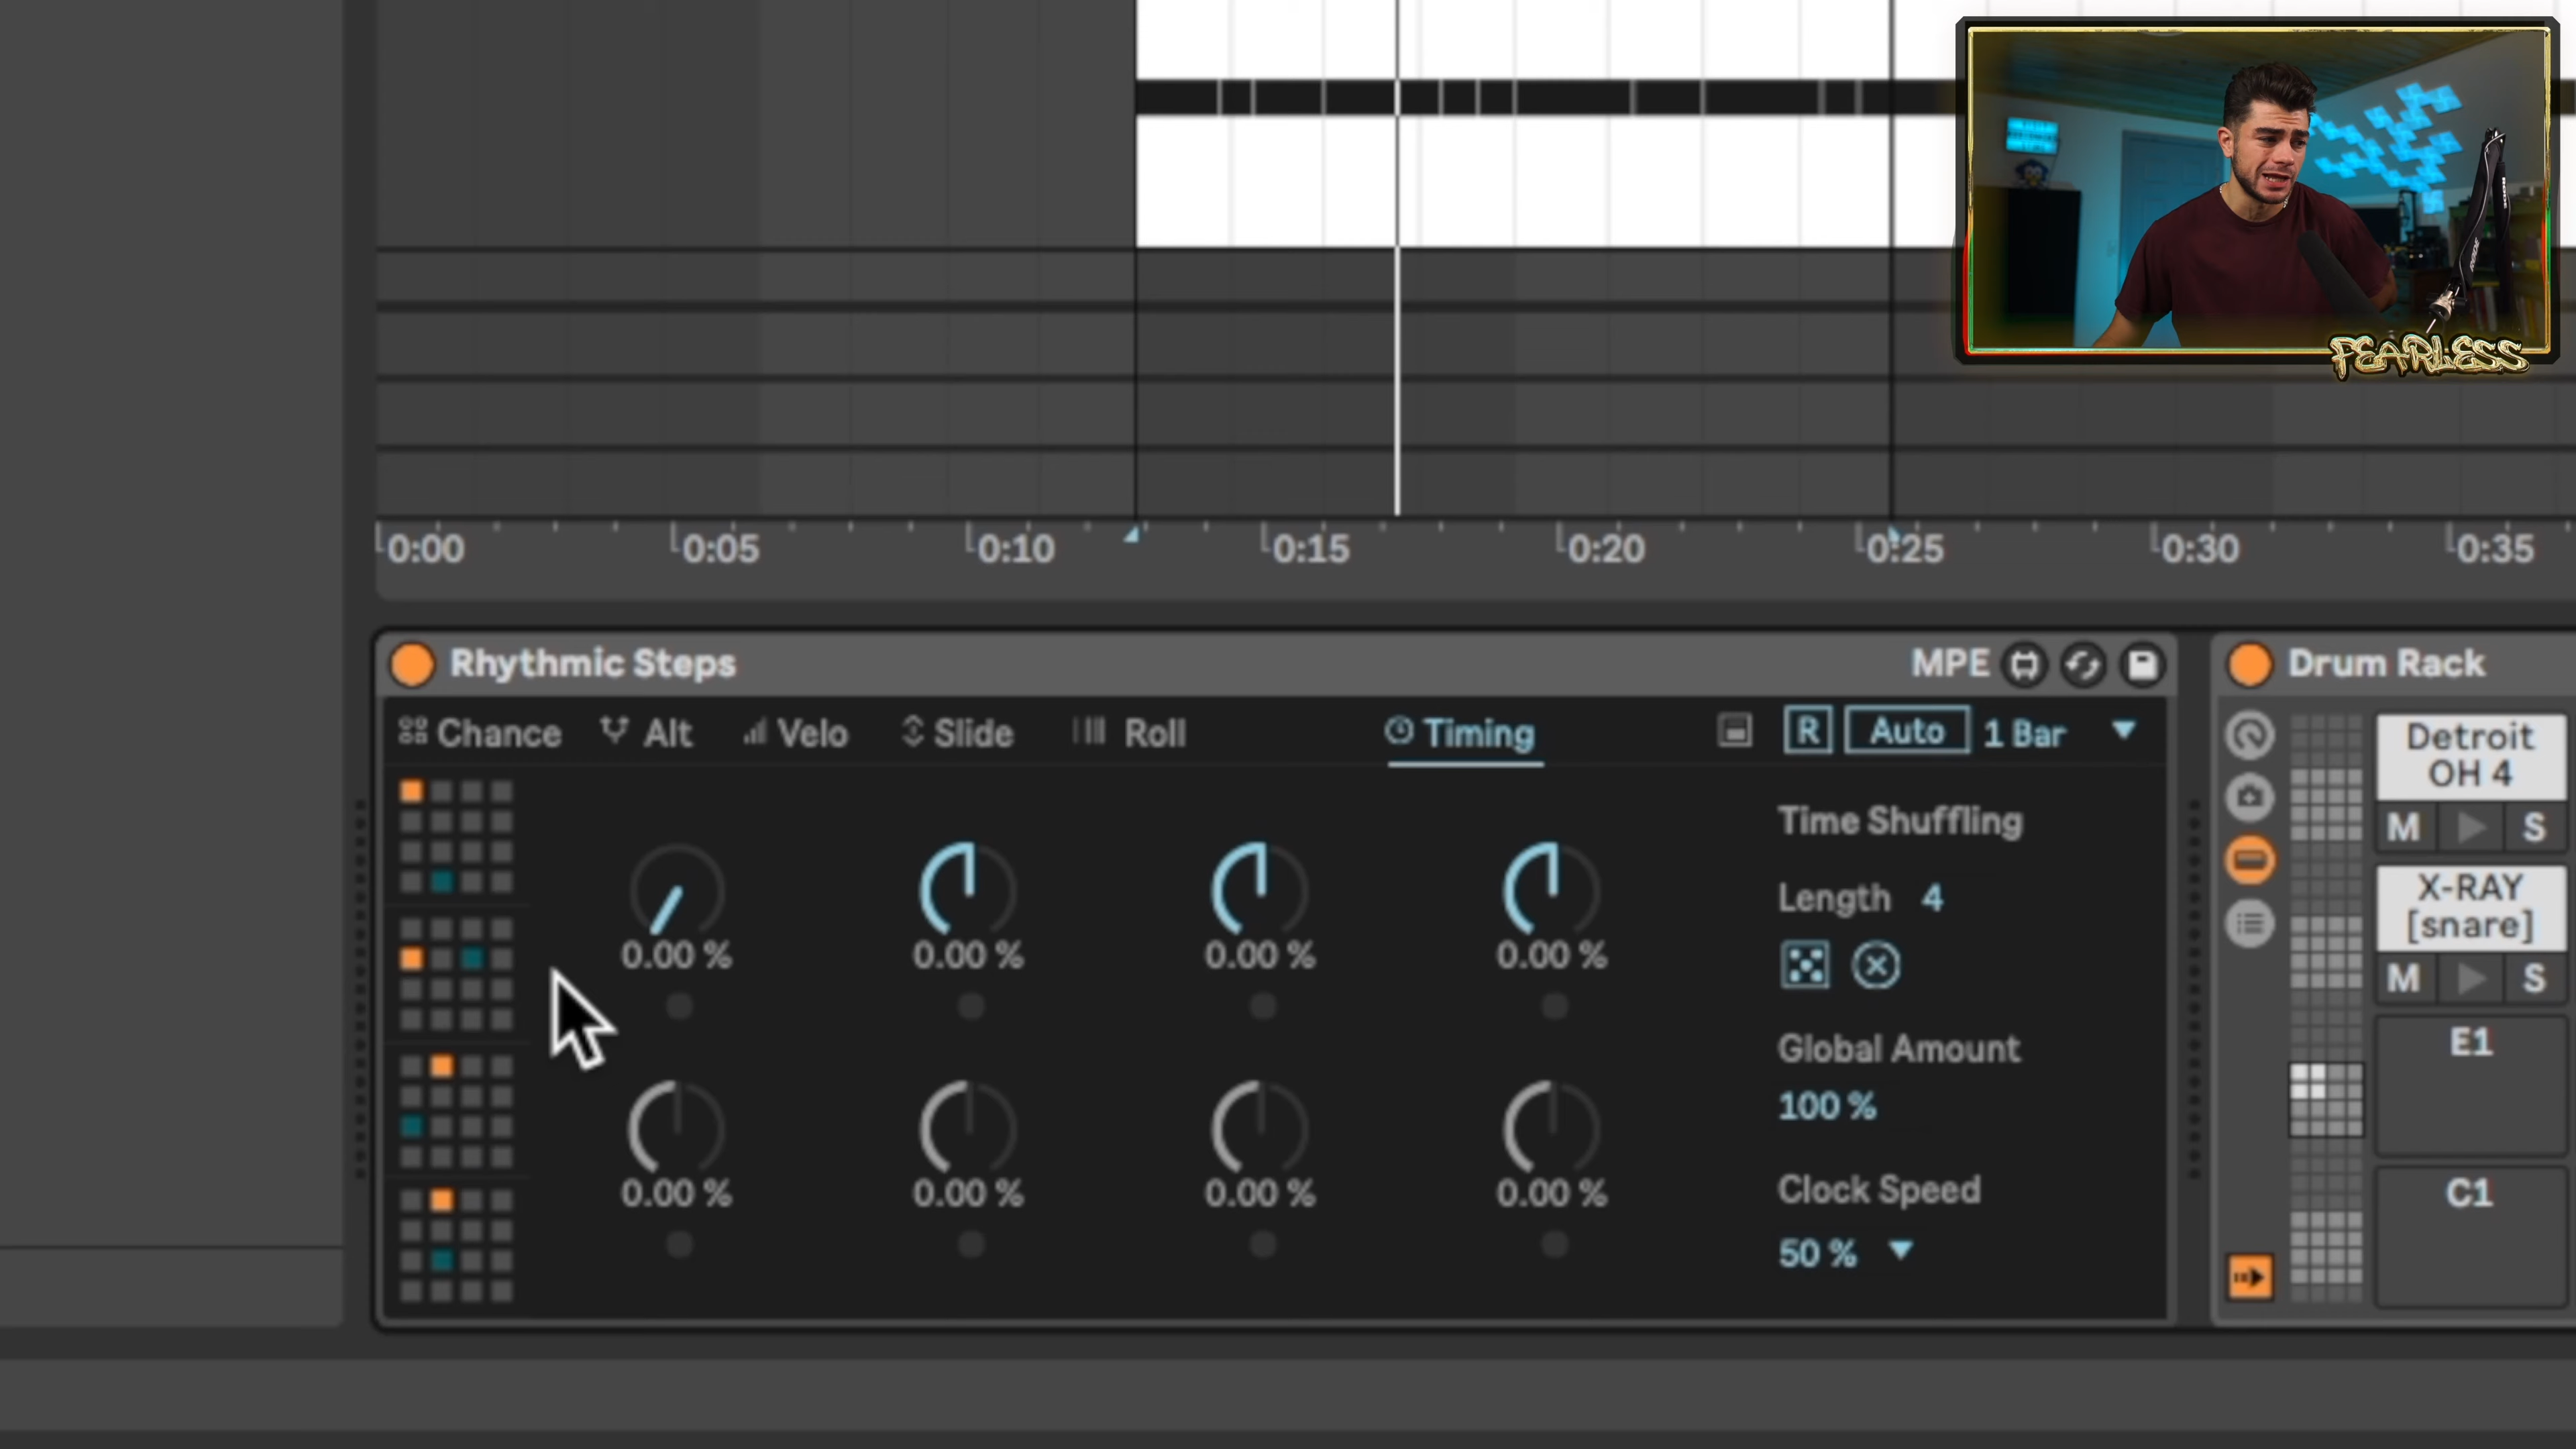 FEARLESS
0:00 0:05 0:10 0:15 0:20 0:25 0:30 0:35
Rhythmic Steps MPE
Chance Alt Velo Slide Roll Timing R Auto 1 Bar
0.00 % 0.00 % 0.00 % 0.00 %
0.00 % 0.00 % 0.00 % 0.00 %
Time Shuffling
Length 4
Global Amount
100 %
Clock Speed
50 %
Drum Rack
Detroit
OH 4
M S
X-RAY
[snare]
M S
E1
C1